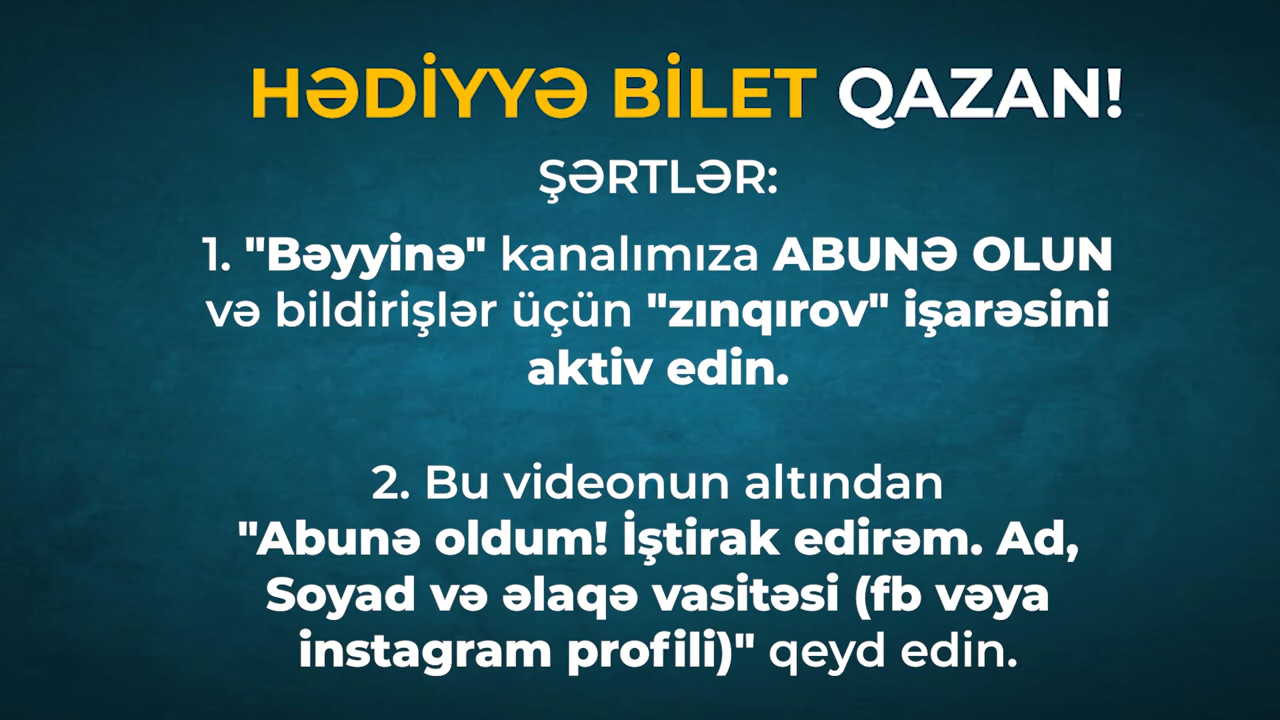 HƏDİYYƏ BİLET QAZAN!
ŞƏRTLƏR:
1. "Bəyyinə" kanalımıza ABUNƏ OLUN
və bildirişlər üçün "zınqırov" işarəsini
aktiv edin.
2. Bu videonun altından
"Abunə oldum! İştirak edirəm. Ad,
Soyad və əlaqə vasitəsi (fb vəya
instagram profili)" qeyd edin.